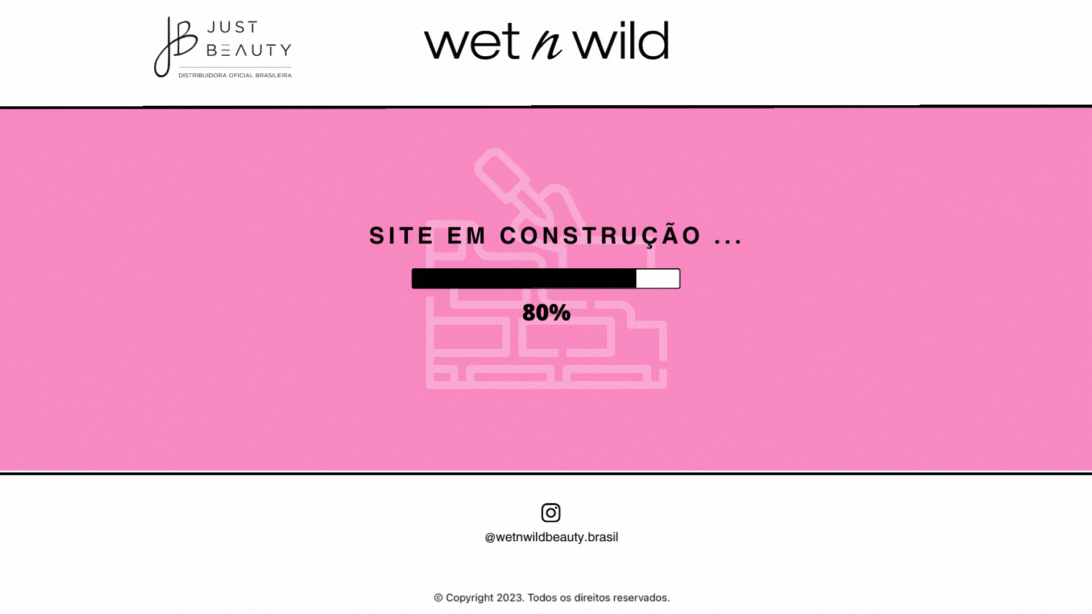 JUST
BEAUTY
DISTRIBUIDORA OFICIAL BRASILEIRA
wet n wild
SITE EM CONSTRUÇÃO ...
80%
@wetnwildbeauty.brasil
© Copyright 2023. Todos os direitos reservados.